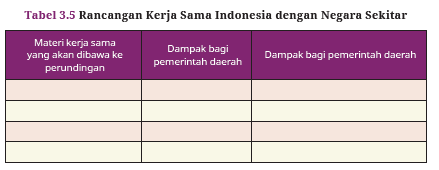 Tabel 3.5 Rancangan Kerja Sama Indonesia dengan Negara Sekitar
Materi kerja sama
yang akan dibawa ke
perundingan
Dampak bagi
pemerintah daerah
Dampak bagi pemerintah daerah